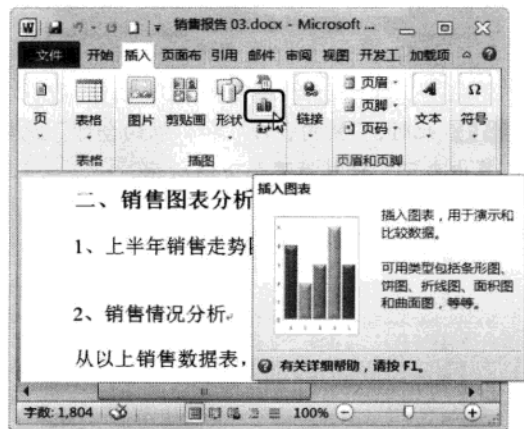 销售报告 03.docx - Microsoft ...
文件 开始 插入 页面布 引用 邮件 审阅 视图 开发工 加载项
页 表格 图片 剪贴画 形状 链接 页眉 页脚 页码 文本 符号
表格 插图 页眉和页脚
二、销售图表分析
1、上半年销售走势
2、销售情况分析
从以上销售数据表，
插入图表
插入图表，用于演示和
比较数据。
可用类型包括条形图、
饼图、折线图、面积图
和曲面图，等等。
有关详细帮助，请按 F1。
字数: 1,804 100%